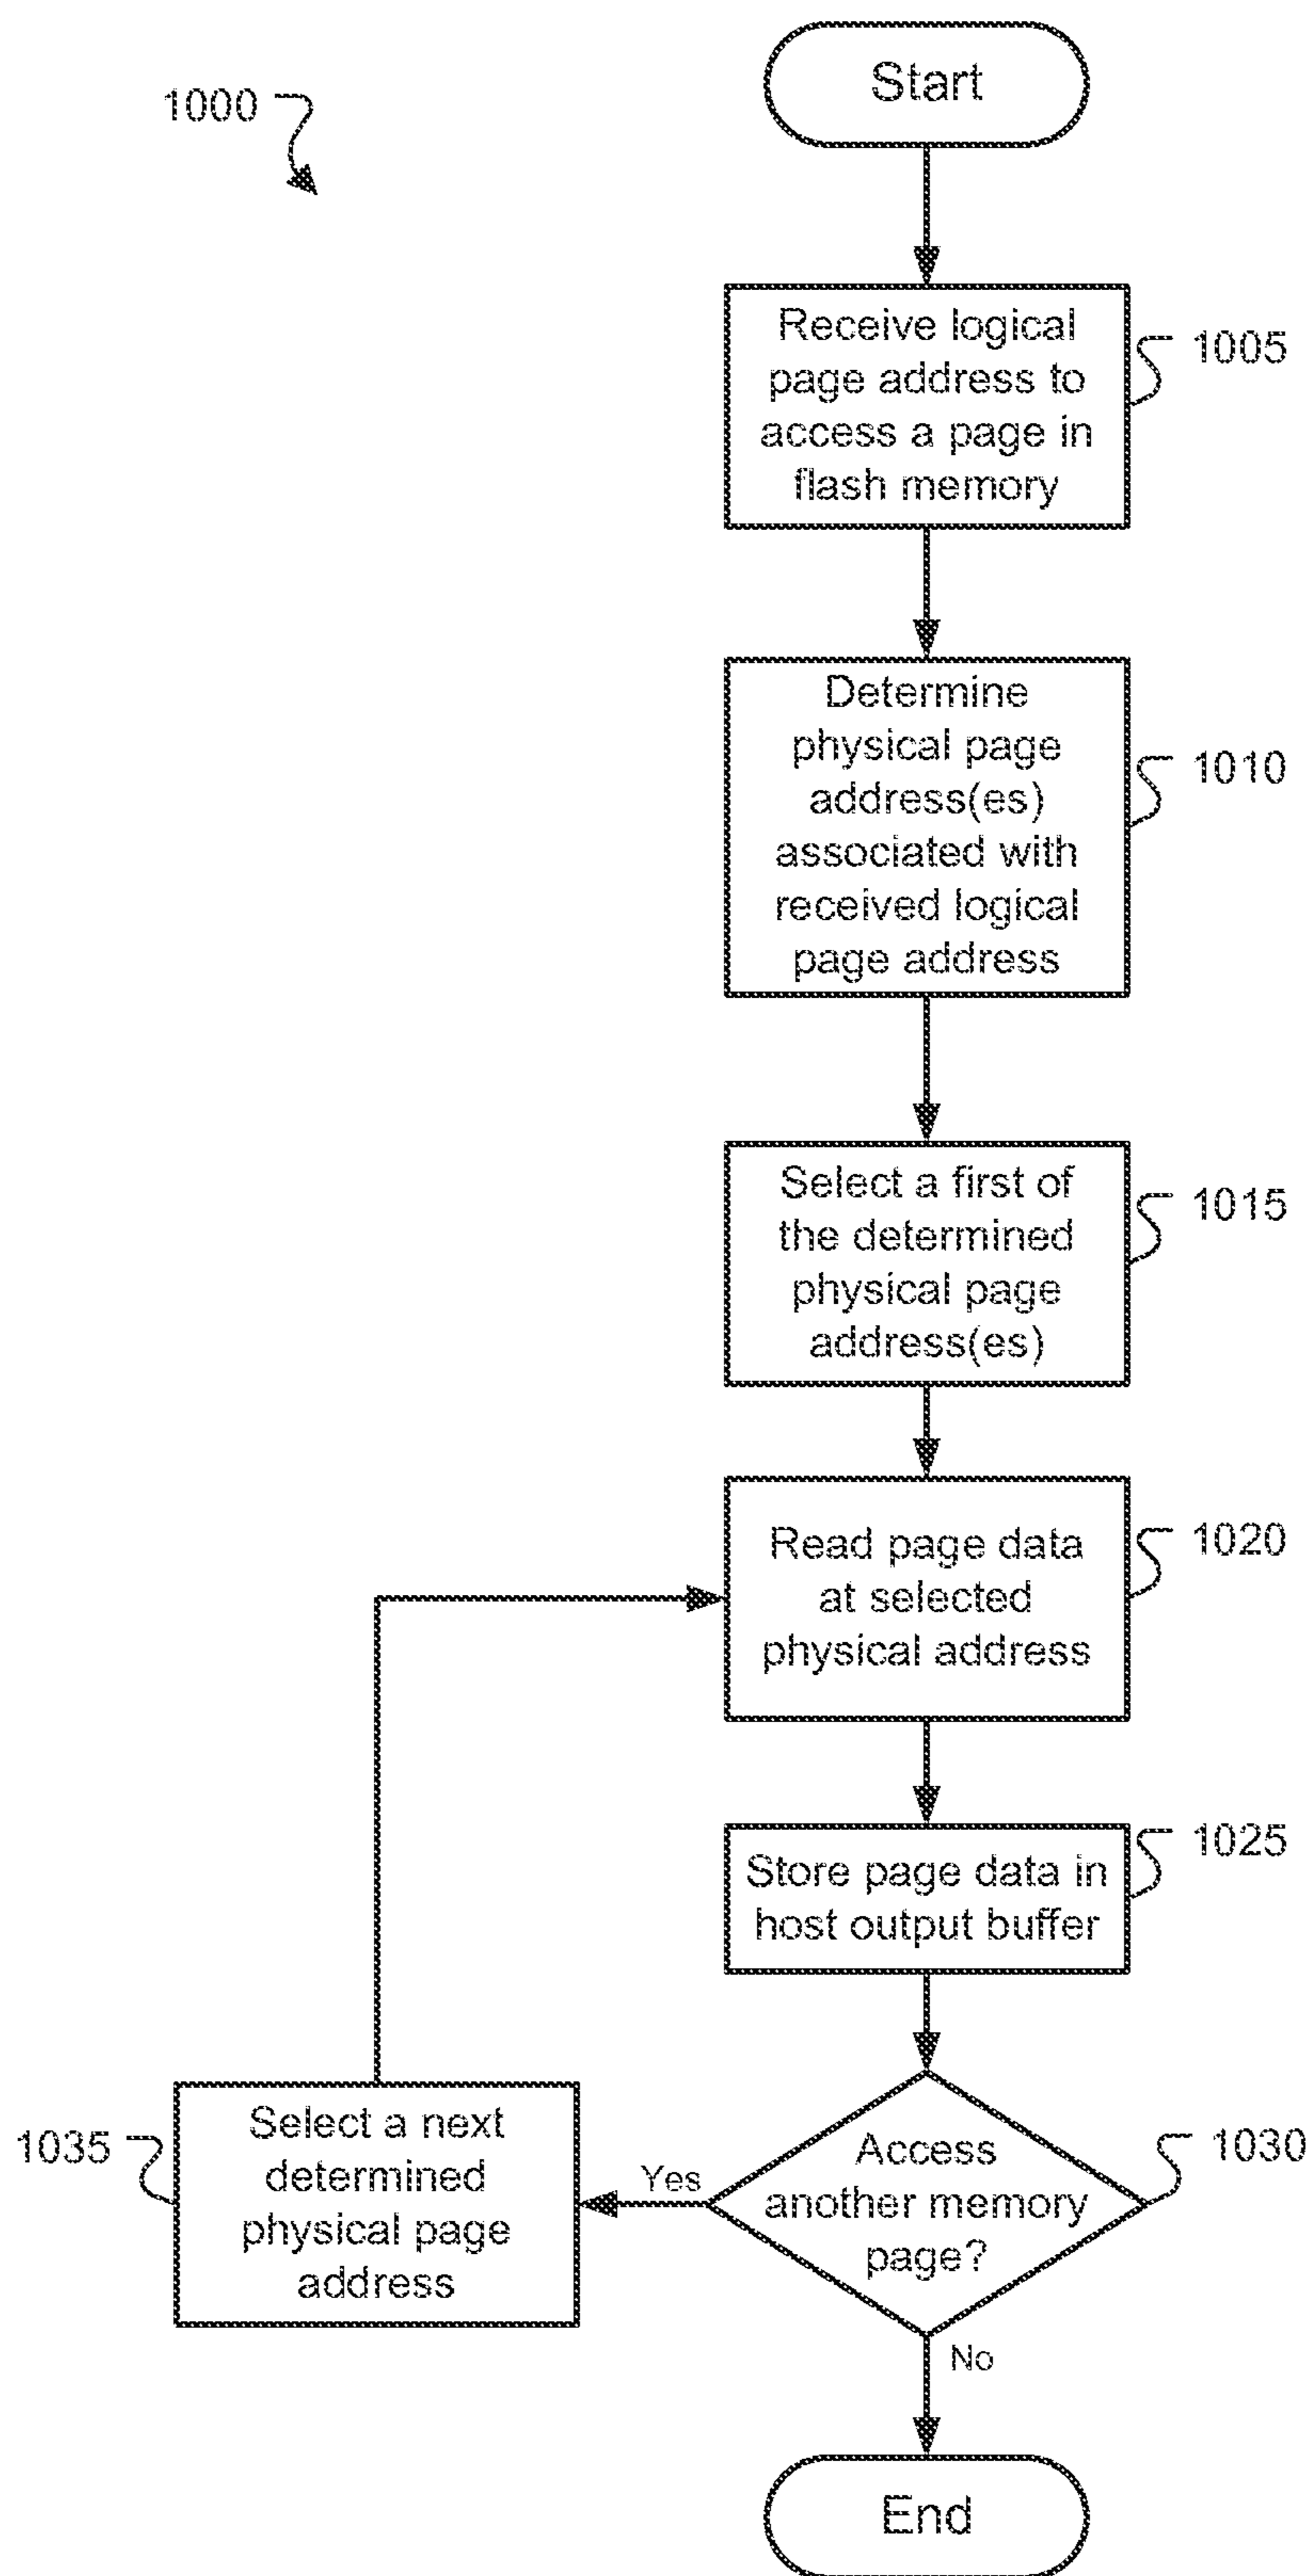 Start
1000
Receive logical
page address to
access a page in
flash memory
1005
Determine
physical page
address(es)
associated with
received logical
page address
1010
Select a first of
the determined
physical page
address(es)
1015
Read page data
at selected
physical address
1020
Store page data in
host output buffer
1025
Access
another memory
page?
1030
Yes
Select a next
determined
physical page
address
1035
No
End